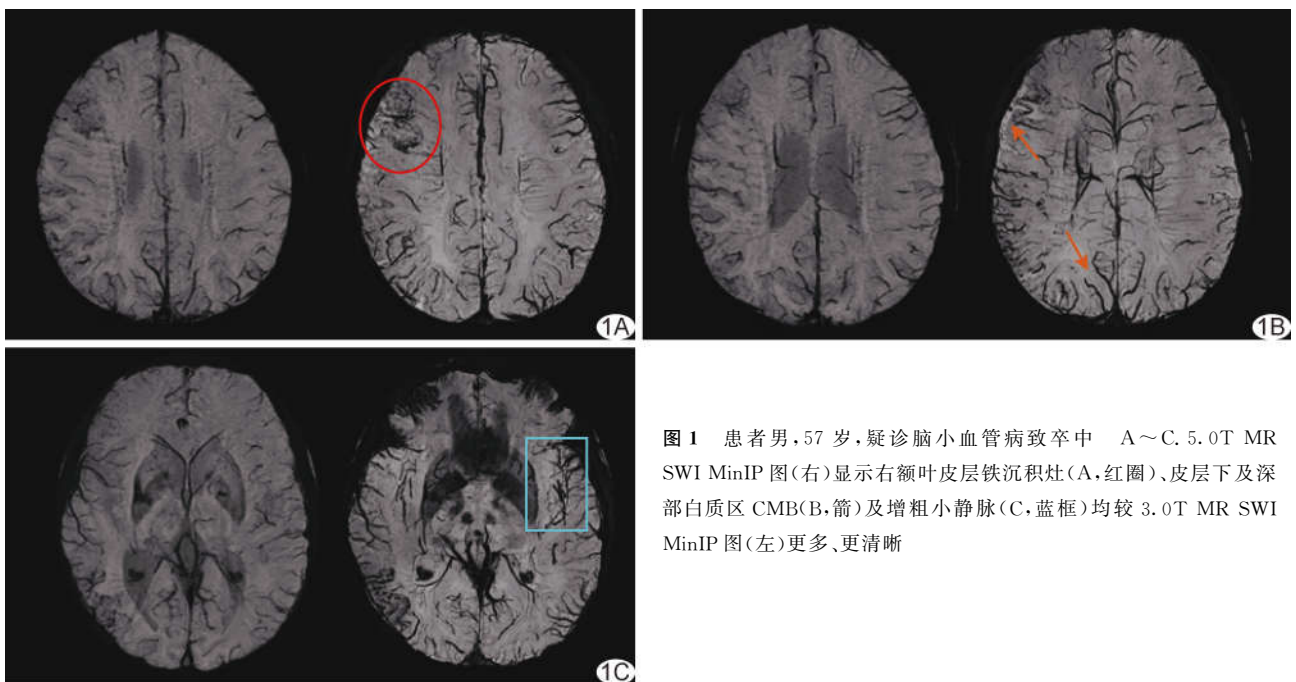 1A
1B
1C
图 1 患者男,57 岁,疑诊脑小血管病致卒中 A～C. 5.0T MR
SWI MinIP 图(右)显示右额叶皮层铁沉积灶(A,红圈)、皮层下及深
部白质区 CMB(B,箭)及增粗小静脉(C,蓝框)均较 3.0T MR SWI
MinIP 图(左)更多、更清晰